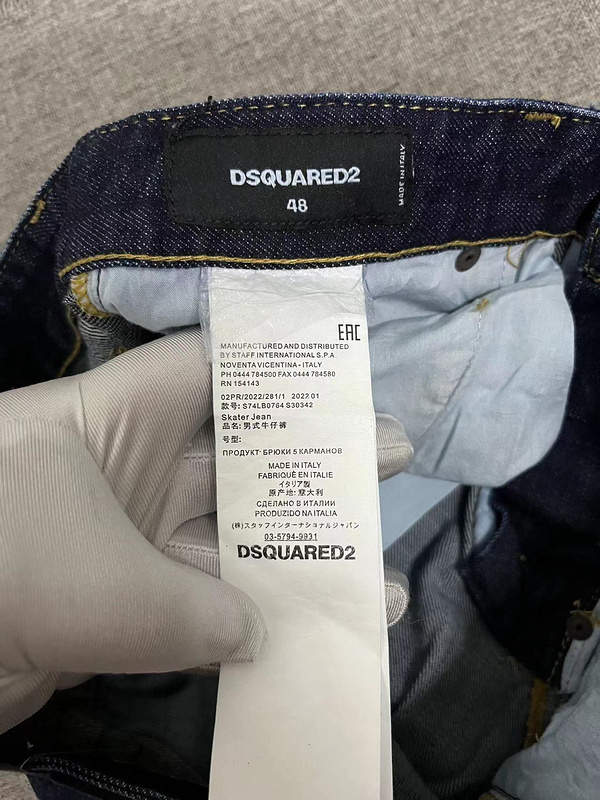 DSQUARED2
48
MADE IN ITALY
EAC
MANUFACTURED AND DISTRIBUTED
BY STAFF INTERNATIONAL S.P.A
NOVENTA VICENTINA - ITALY
PH 0444 784500 FAX 0444 784580
RN 154143
02PR/2022/281/1 2022 01
款号: S74LB0764 S30342
Skater Jean
品名: 男式牛仔裤
号型:
ПРОДУКТ· БРЮКИ 5 КАРМАНОВ
MADE IN ITALY
FABRIQUÉ EN ITALIE
イタリア製
原产地: 意大利
СДЕЛАНО В ИТАЛИИ
PRODUZIDO NA ITALIA
(株)スタッフインターナショナルジャパン
03-5794-9931
DSQUARED2